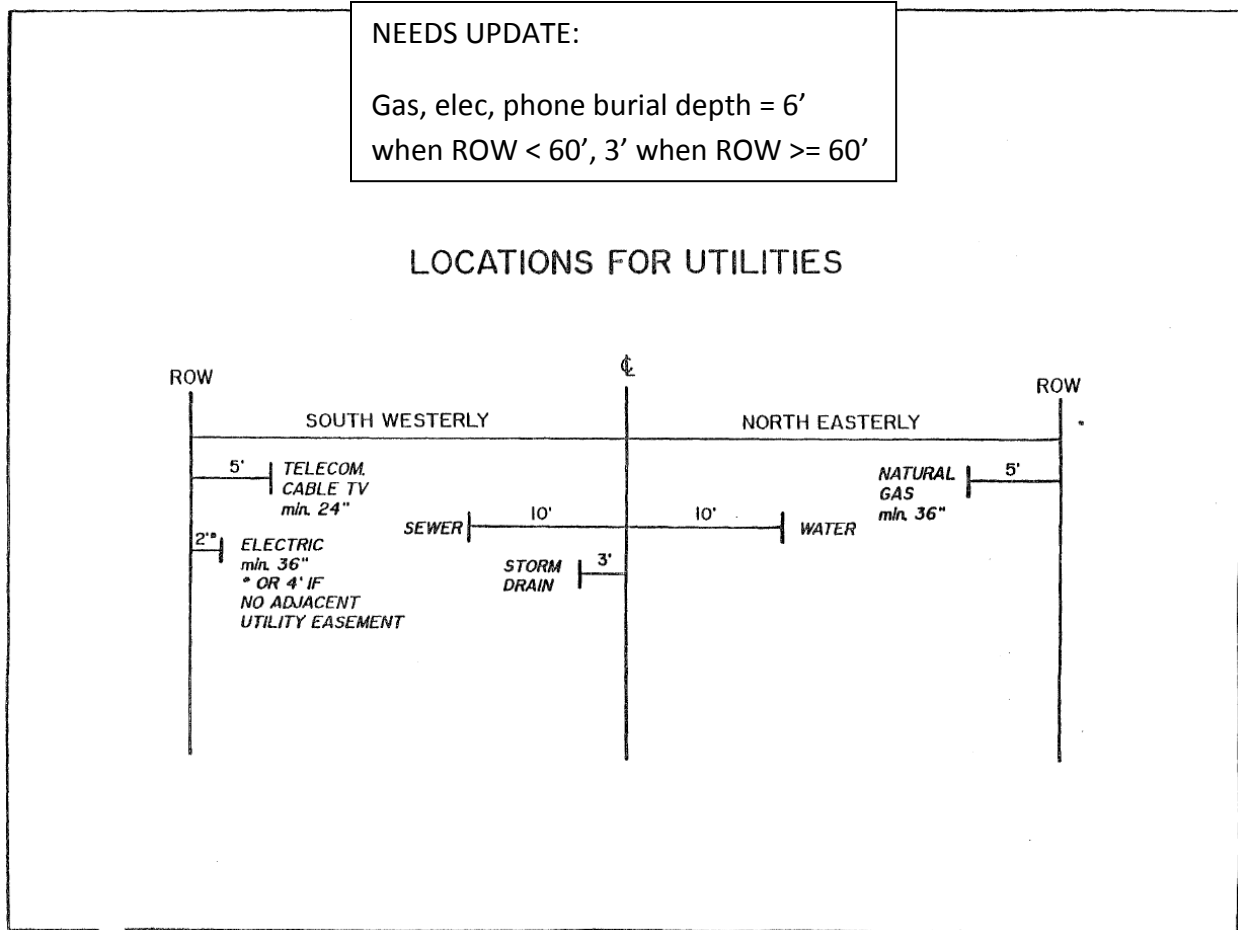 NEEDS UPDATE:
Gas, elec, phone burial depth = 6’
when ROW < 60’, 3’ when ROW >= 60’
LOCATIONS FOR UTILITIES
ROW
℄
ROW
SOUTH WESTERLY
NORTH EASTERLY
5'
TELECOM.
CABLE TV
min. 24"
NATURAL
GAS
min. 36"
5'
SEWER
10'
10'
WATER
2'*
ELECTRIC
min. 36"
* OR 4' IF
NO ADJACENT
UTILITY EASEMENT
STORM
DRAIN
3'